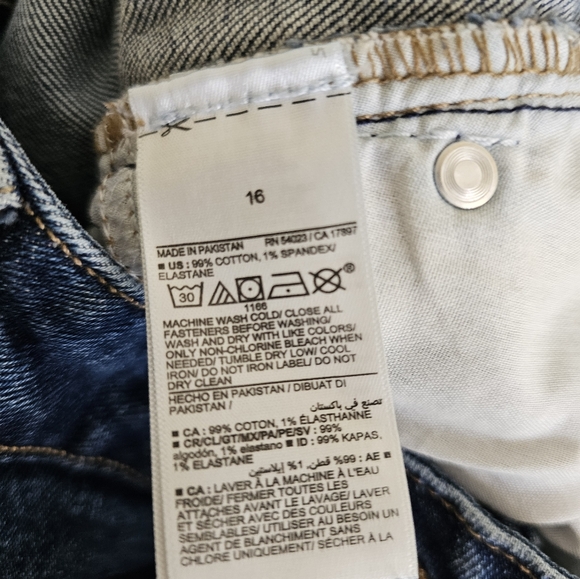 16
MADE IN PAKISTAN RN 54023 / CA 17897
■ US : 99% COTTON, 1% SPANDEX/
ELASTANE
30
1166
MACHINE WASH COLD/ CLOSE ALL
FASTENERS BEFORE WASHING/
WASH AND DRY WITH LIKE COLORS/
ONLY NON-CHLORINE BLEACH WHEN
NEEDED/ TUMBLE DRY LOW/ COOL
IRON/ DO NOT IRON LABEL/ DO NOT
DRY CLEAN
HECHO EN PAKISTAN / DIBUAT DI
PAKISTAN /
تصنع في باكستان
■ CA : 99% COTON, 1% ÉLASTHANNE
■ CR/CL/GT/MX/PA/PE/SV : 99%
algodón, 1% elastano ■ ID : 99% KAPAS,
1% ELASTANE
■ AE : 99% قطن, 1% إيلاستين
■ CA : LAVER À LA MACHINE À L'EAU
FROIDE/ FERMER TOUTES LES
ATTACHES AVANT LE LAVAGE/ LAVER
ET SÉCHER AVEC DES COULEURS
SEMBLABLES/ UTILISER AU BESOIN UN
AGENT DE BLANCHIMENT SANS
CHLORE UNIQUEMENT/ SÉCHER À LA